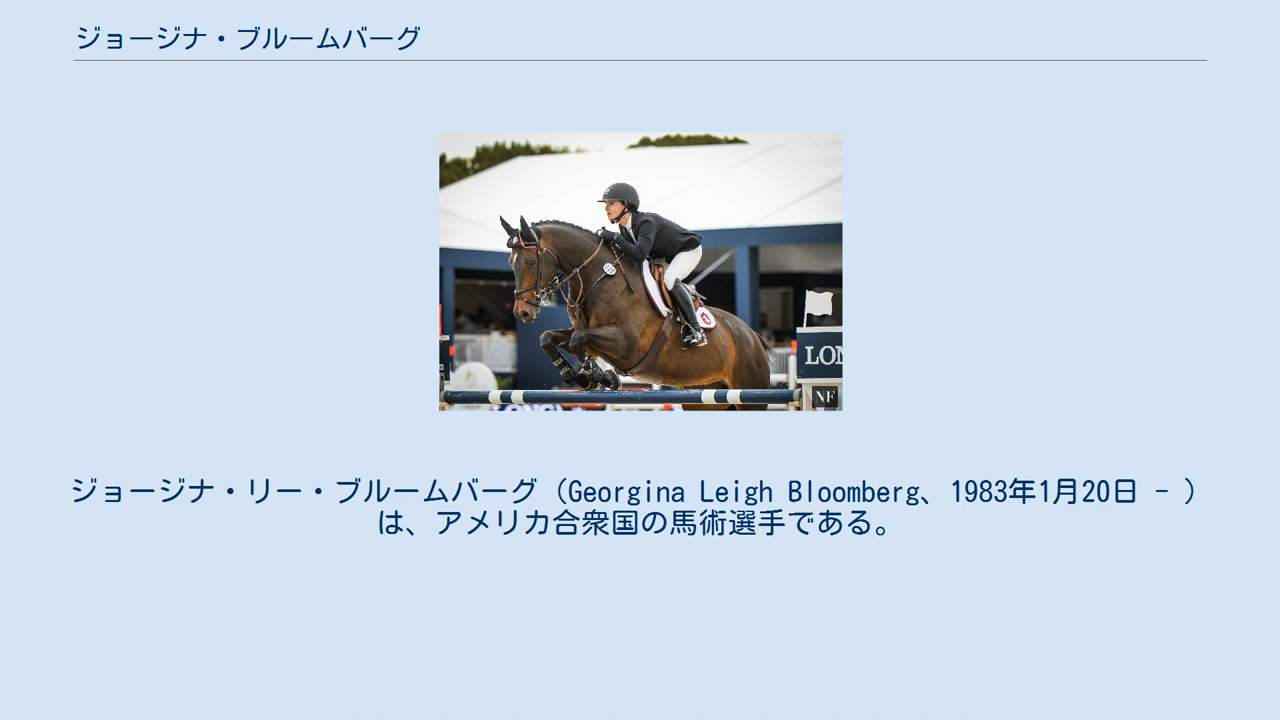 ジョージナ・ブルームバーグ
LON
NF
ジョージナ・リー・ブルームバーグ（Georgina Leigh Bloomberg、1983年1月20日 - ）
は、アメリカ合衆国の馬術選手である。